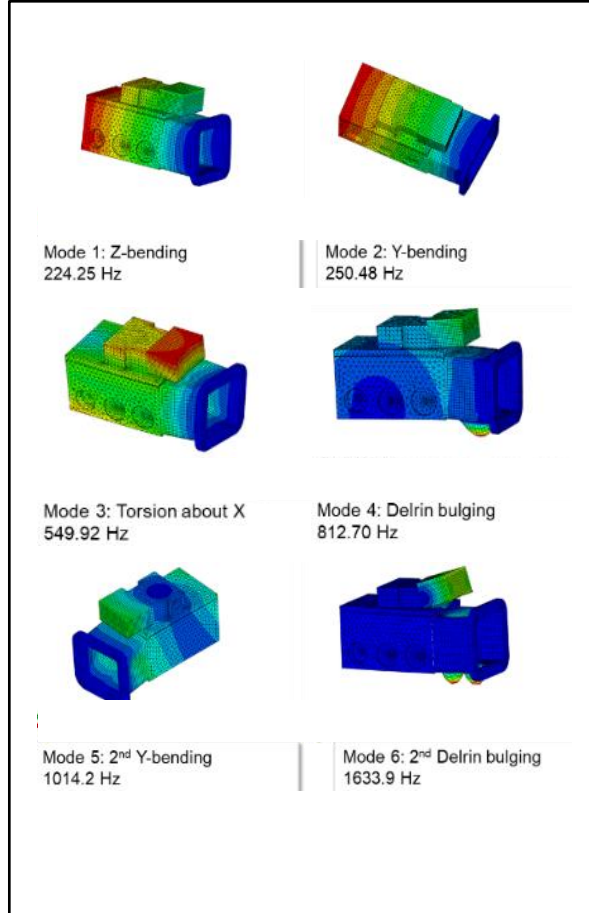 Mode 1: Z-bending
224.25 Hz
Mode 2: Y-bending
250.48 Hz
Mode 3: Torsion about X
549.92 Hz
Mode 4: Delrin bulging
812.70 Hz
Mode 5: 2nd Y-bending
1014.2 Hz
Mode 6: 2nd Delrin bulging
1633.9 Hz